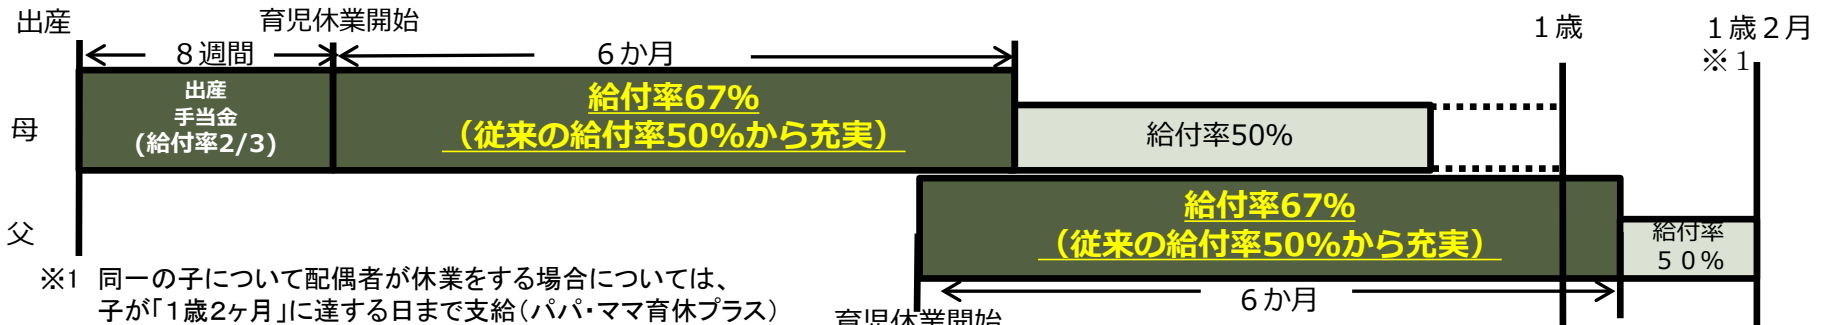 出産
育児休業開始
1歳
1歳2月
※1
8週間
6か月
母
出産
手当金
(給付率2/3)
給付率67%
（従来の給付率50%から充実）
給付率50%
父
給付率67%
（従来の給付率50%から充実）
給付率
５０%
※1 同一の子について配偶者が休業をする場合については、
子が「1歳2ヶ月」に達する日まで支給（パパ・ママ育休プラス）
6か月
育児休業開始